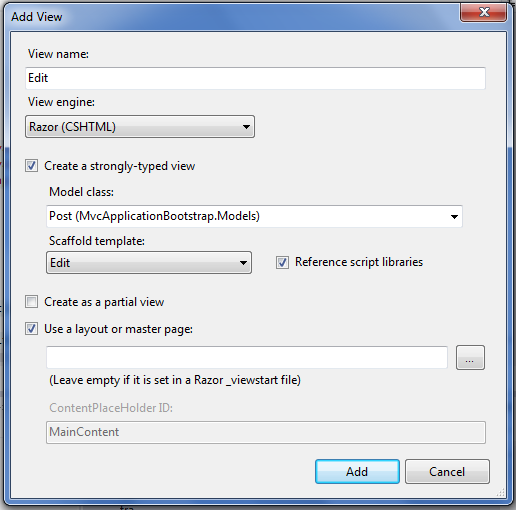 Add View
View name:
Edit
View engine:
Razor (CSHTML)
Create a strongly-typed view
Model class:
Post (MvcApplicationBootstrap.Models)
Scaffold template:
Edit
Reference script libraries
Create as a partial view
Use a layout or master page:
...
(Leave empty if it is set in a Razor _viewstart file)
ContentPlaceHolder ID:
MainContent
Add
Cancel